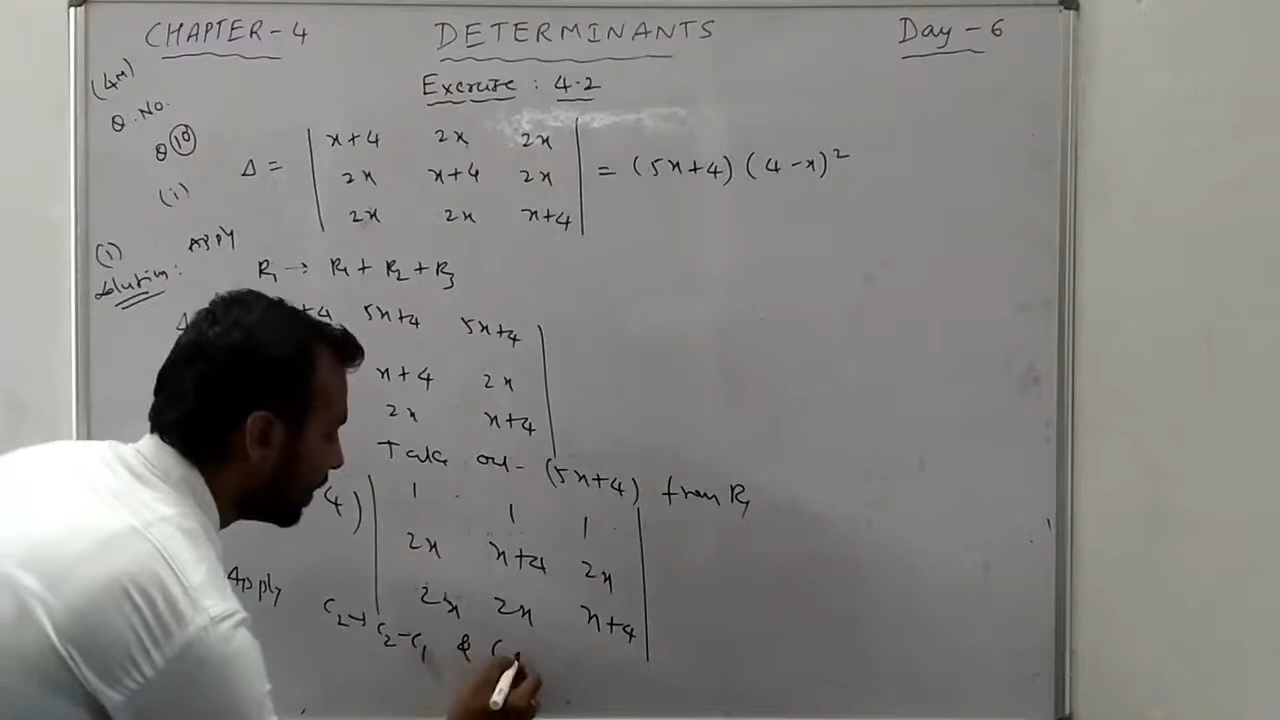 CHAPTER-4 DETERMINANTS Day-6
(4M) Exercise : 4.2
Q. No.
Q 10
(i)
Δ = | x+4 2x 2x |
| 2x x+4 2x | = (5x+4) (4-x)²
| 2x 2x x+4 |
(i) Apply
Solution: R₁ → R₁ + R₂ + R₃
+4 5x+4 5x+4 |
x+4 2x |
2x x+4 |
Take out (5x+4) from R₁
4) | 1 1 1 |
| 2x x+4 2x |
| 2x 2x x+4 |
Apply C₂→ C₂-C₁ & C